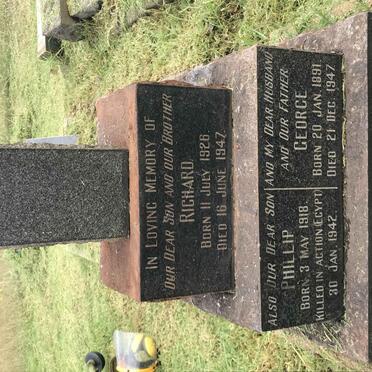 IN LOVING MEMORY OF
OUR DEAR SON AND OUR BROTHER
RICHARD
BORN 11 JULY 1926
DIED 16 JUNE 1947
ALSO OUR DEAR SON
PHILLIP
BORN 3 MAY 1918
KILLED IN ACTION EGYPT
30 JAN 1942
AND MY DEAR HUSBAND
AND OUR FATHER
GEORGE
BORN 20 JAN 1891
DIED 21 DEC 1947